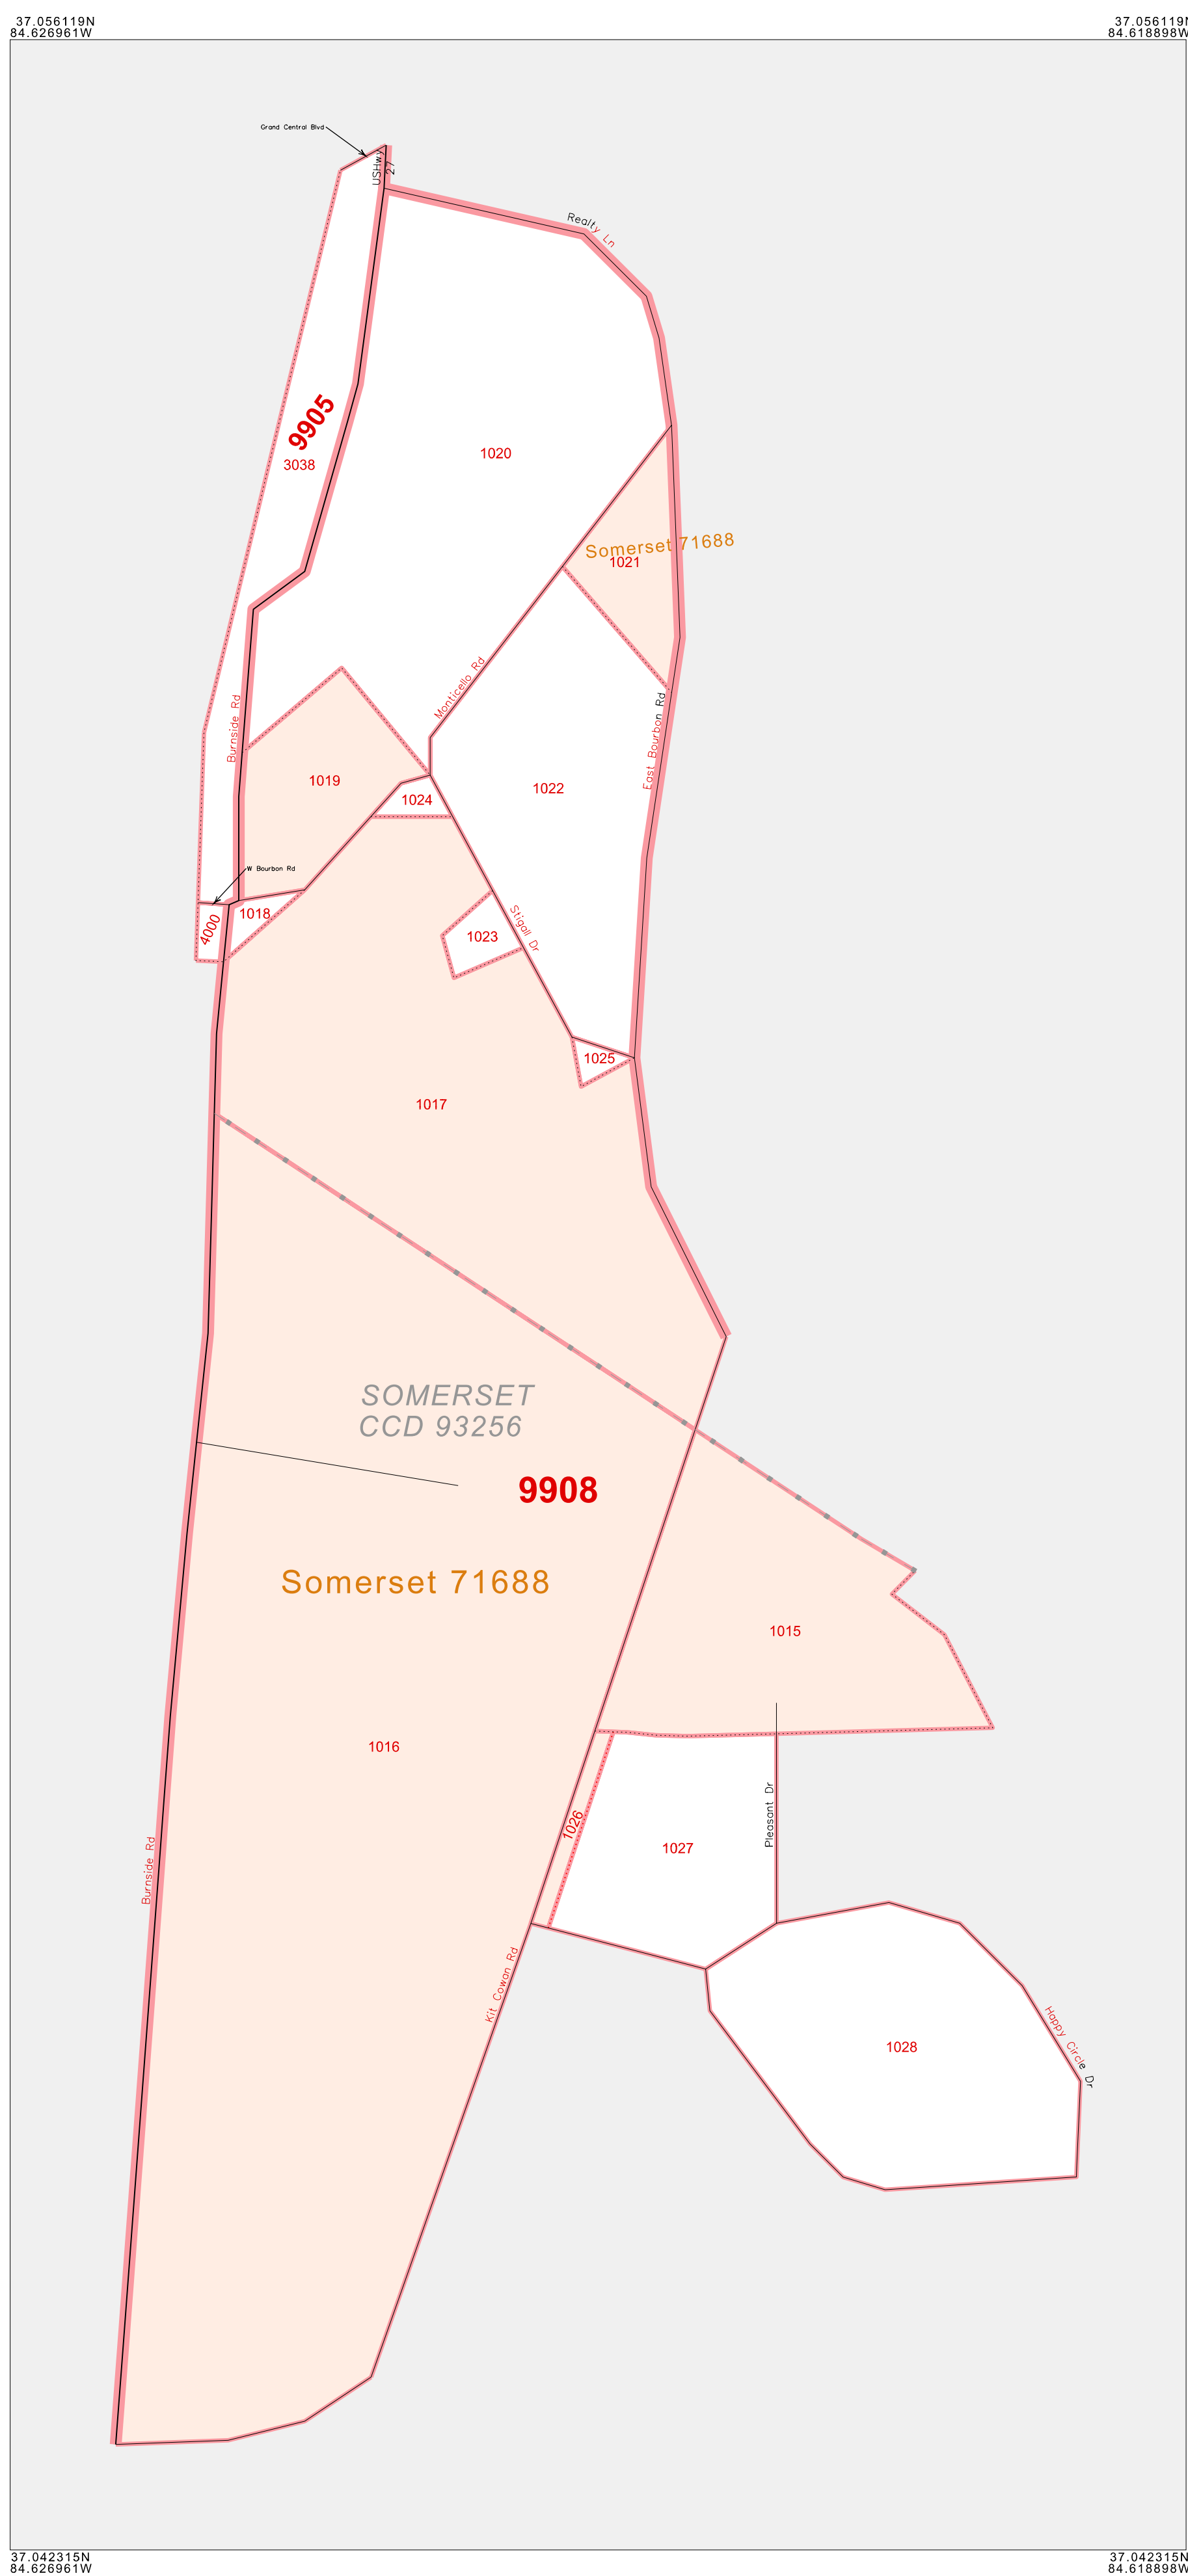 37.056119N
84.626961W
37.056119N
84.618898W
Grand Central Blvd
USHwy 27
Realty Ln
9905
3038
1020
Somerset 71688
1021
Monticello Rd
Burnside Rd
East Bourbon Rd
1019
1022
1024
W Bourbon Rd
1018
4000
Stigall Dr
1023
1025
1017
SOMERSET
CCD 93256
9908
Somerset 71688
1015
1016
1026
Pleasant Dr
1027
Burnside Rd
Kit Cowan Rd
Happy Circle Dr
1028
37.042315N
84.626961W
37.042315N
84.618898W